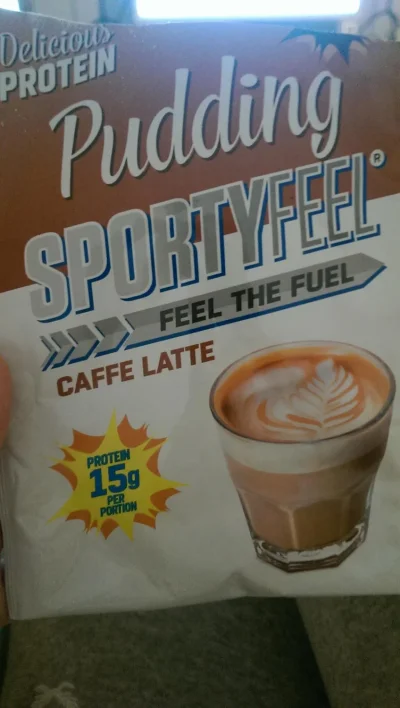 Delicious
PROTEIN
Pudding
SPORTYFEEL®
FEEL THE FUEL
CAFFE LATTE
PROTEIN
15g
PER
PORTION